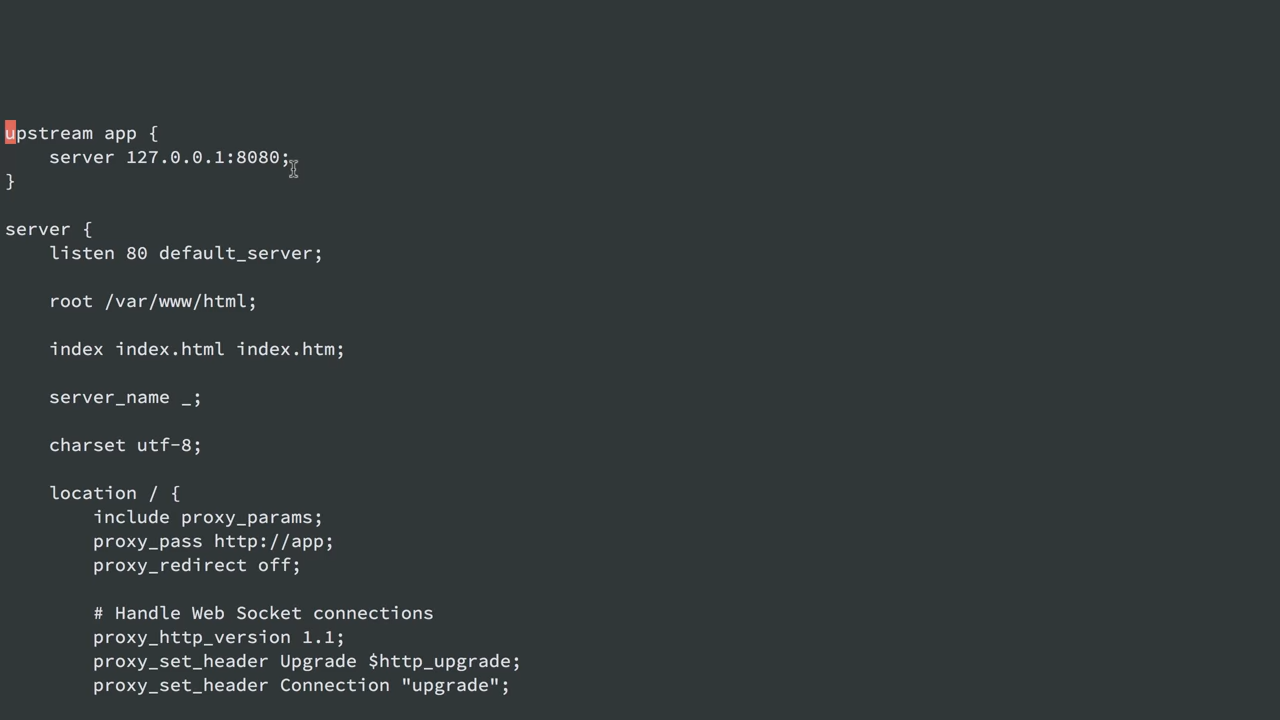 upstream app {
    server 127.0.0.1:8080;
}

server {
    listen 80 default_server;

    root /var/www/html;

    index index.html index.htm;

    server_name _;

    charset utf-8;

    location / {
        include proxy_params;
        proxy_pass http://app;
        proxy_redirect off;

        # Handle Web Socket connections
        proxy_http_version 1.1;
        proxy_set_header Upgrade $http_upgrade;
        proxy_set_header Connection "upgrade";